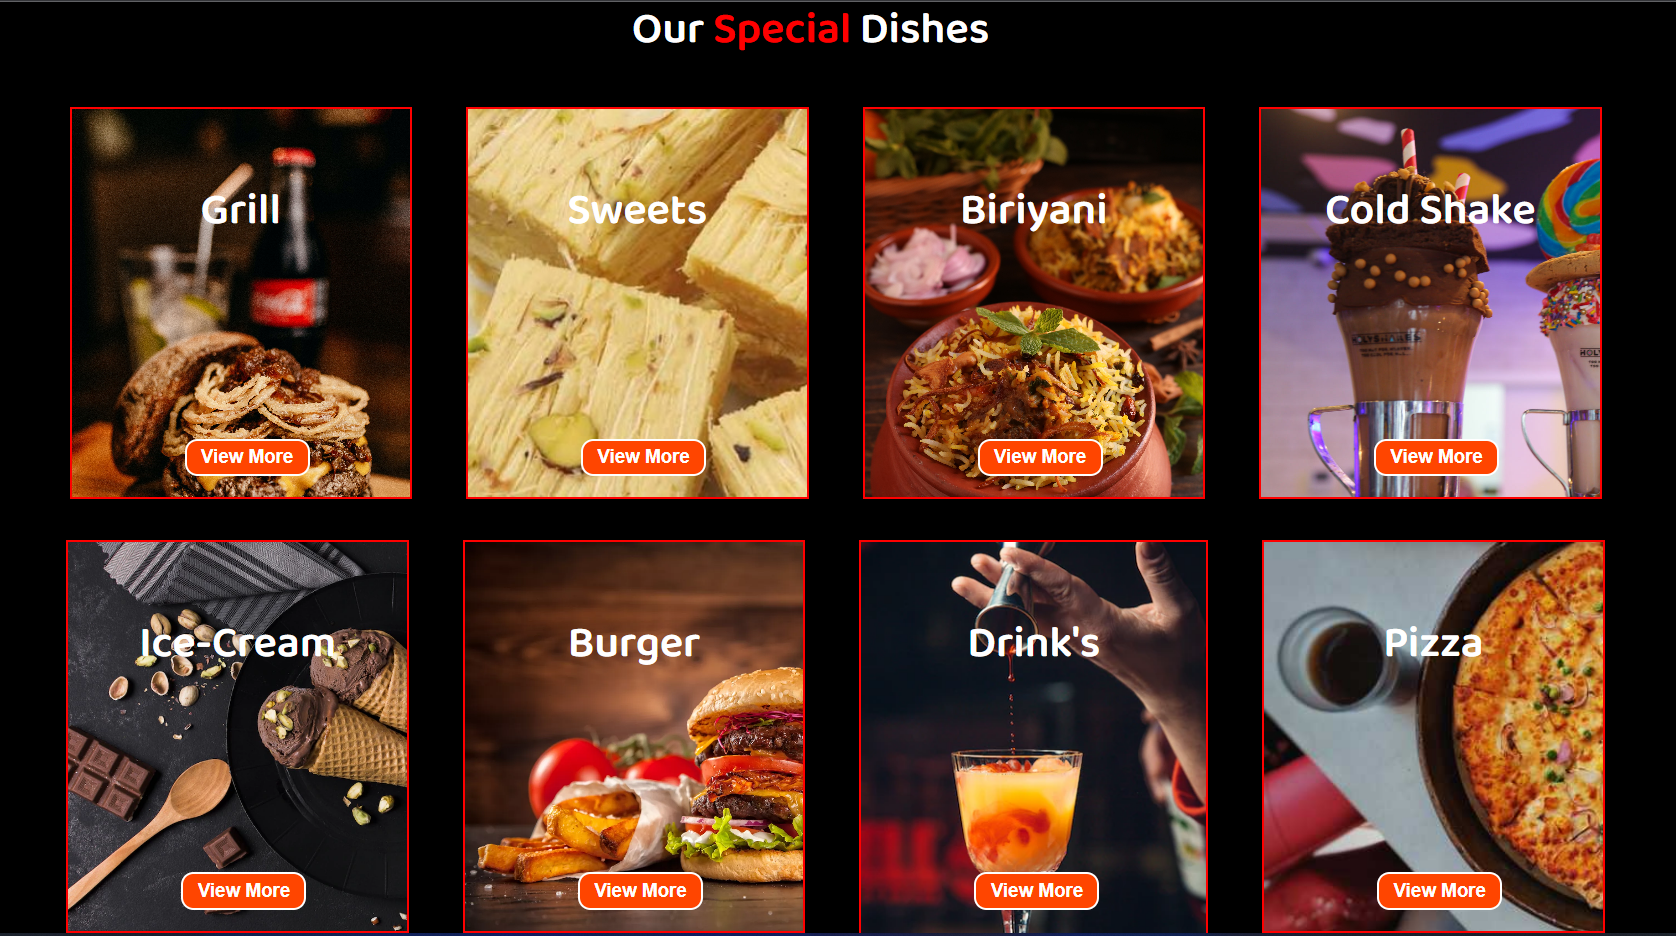 Our Special Dishes
Grill
Sweets
Biriyani
Cold Shake
View More
View More
View More
View More
Ice-Cream
Burger
Drink's
Pizza
View More
View More
View More
View More